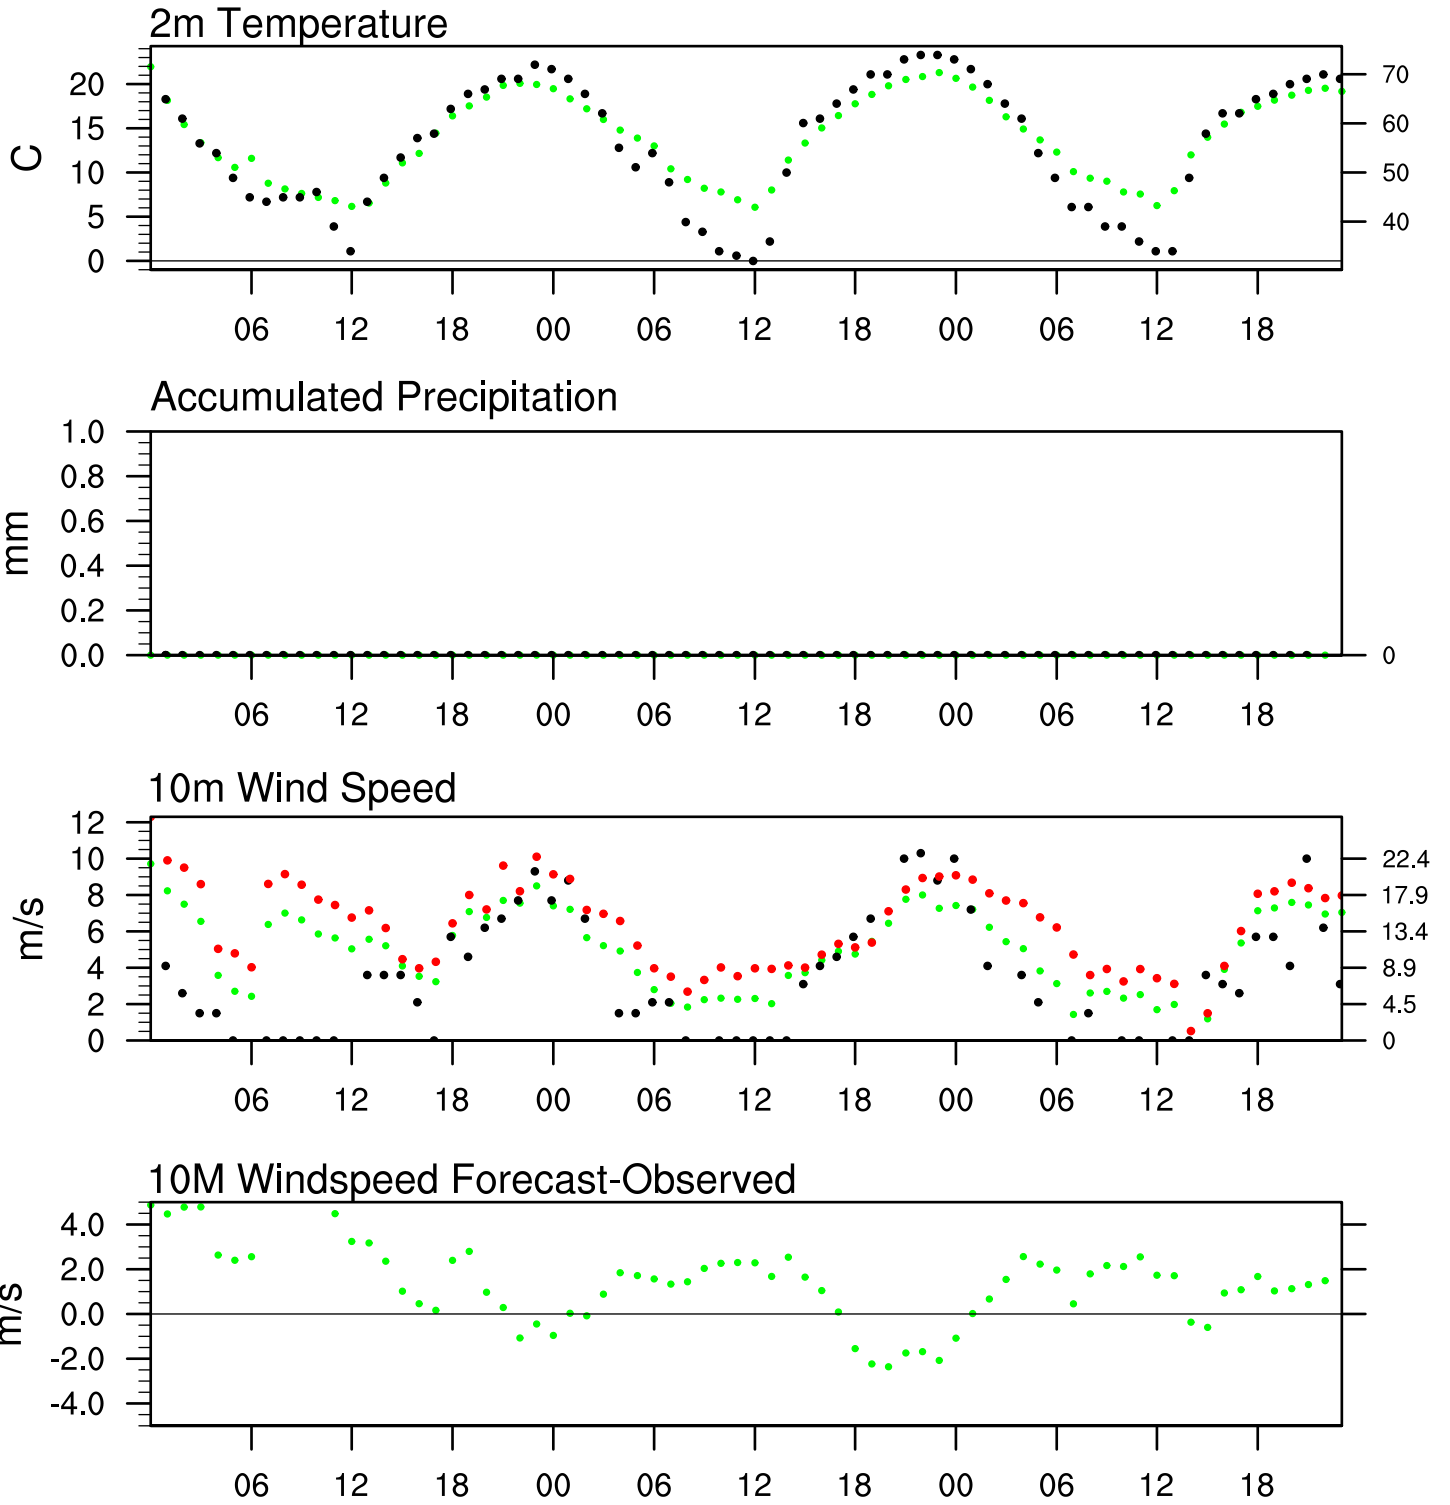 2m Temperature
C
20
15
10
5
0
70
60
50
40
06 12 18 00 06 12 18 00 06 12 18
Accumulated Precipitation
mm
1.0
0.8
0.6
0.4
0.2
0.0
0
06 12 18 00 06 12 18 00 06 12 18
10m Wind Speed
m/s
12
10
8
6
4
2
0
22.4
17.9
13.4
8.9
4.5
0
06 12 18 00 06 12 18 00 06 12 18
10M Windspeed Forecast-Observed
m/s
4.0
2.0
0.0
-2.0
-4.0
06 12 18 00 06 12 18 00 06 12 18